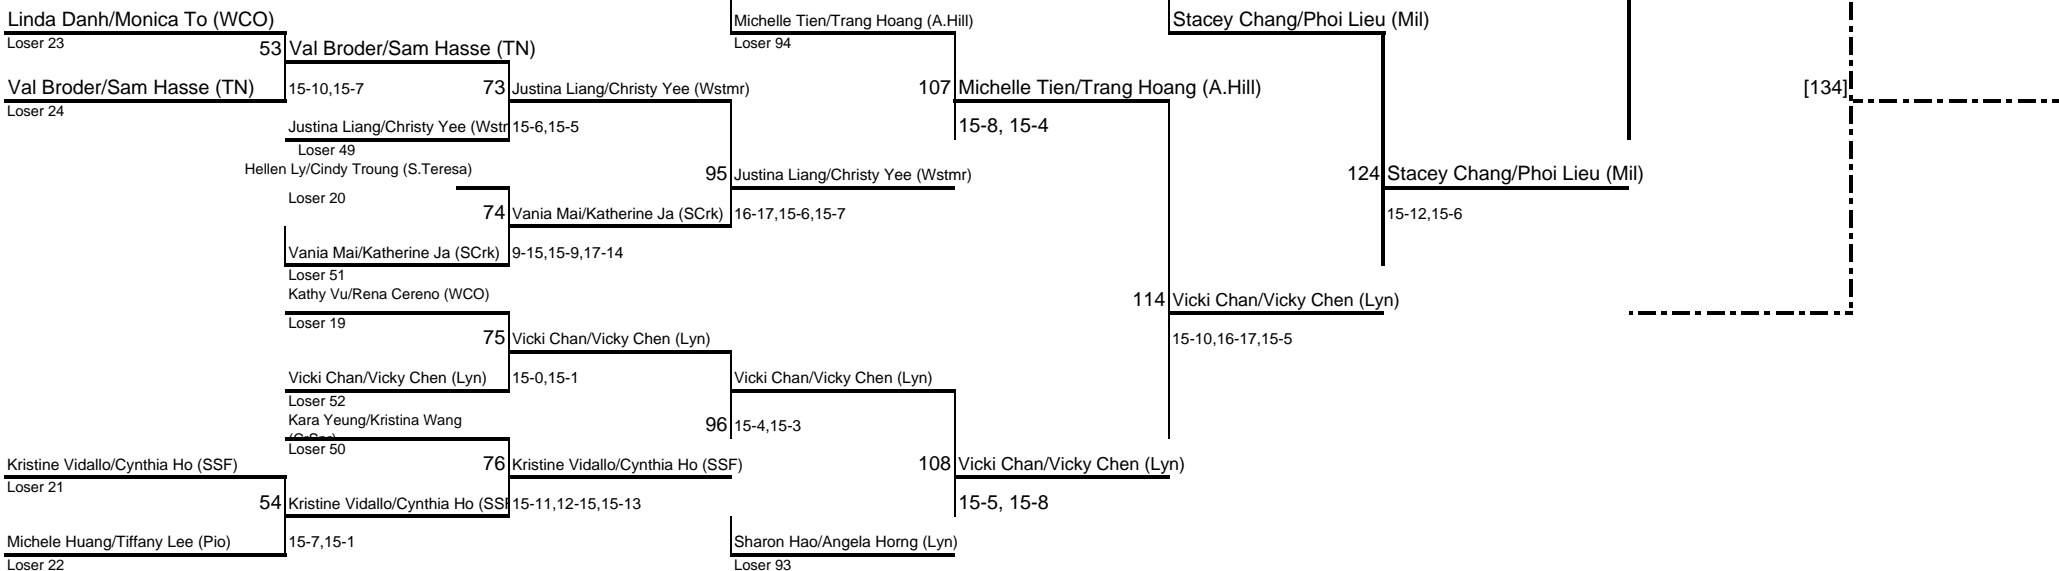 Linda Danh/Monica To (WCO)
Michelle Tien/Trang Hoang (A.Hill)
Stacey Chang/Phoi Lieu (Mil)
Loser 23
53 Val Broder/Sam Hasse (TN)
Loser 94
Val Broder/Sam Hasse (TN)
15-10,15-7
73 Justina Liang/Christy Yee (Wstmr)
107 Michelle Tien/Trang Hoang (A.Hill)
[134]
Loser 24
Justina Liang/Christy Yee (Wstr
15-6,15-5
15-8, 15-4
Loser 49
Hellen Ly/Cindy Troung (S.Teresa)
95 Justina Liang/Christy Yee (Wstmr)
124 Stacey Chang/Phoi Lieu (Mil)
Loser 20
74 Vania Mai/Katherine Ja (SCrk)
16-17,15-6,15-7
15-12,15-6
Vania Mai/Katherine Ja (SCrk)
9-15,15-9,17-14
Loser 51
Kathy Vu/Rena Cereno (WCO)
114 Vicki Chan/Vicky Chen (Lyn)
Loser 19
75 Vicki Chan/Vicky Chen (Lyn)
15-10,16-17,15-5
Vicki Chan/Vicky Chen (Lyn)
15-0,15-1
Vicki Chan/Vicky Chen (Lyn)
Loser 52
Kara Yeung/Kristina Wang
96 15-4,15-3
Loser 50
Kristine Vidallo/Cynthia Ho (SSF)
76 Kristine Vidallo/Cynthia Ho (SSF)
108 Vicki Chan/Vicky Chen (Lyn)
Loser 21
54 Kristine Vidallo/Cynthia Ho (SSF
15-11,12-15,15-13
15-5, 15-8
Michele Huang/Tiffany Lee (Pio)
15-7,15-1
Sharon Hao/Angela Horng (Lyn)
Loser 22
Loser 93